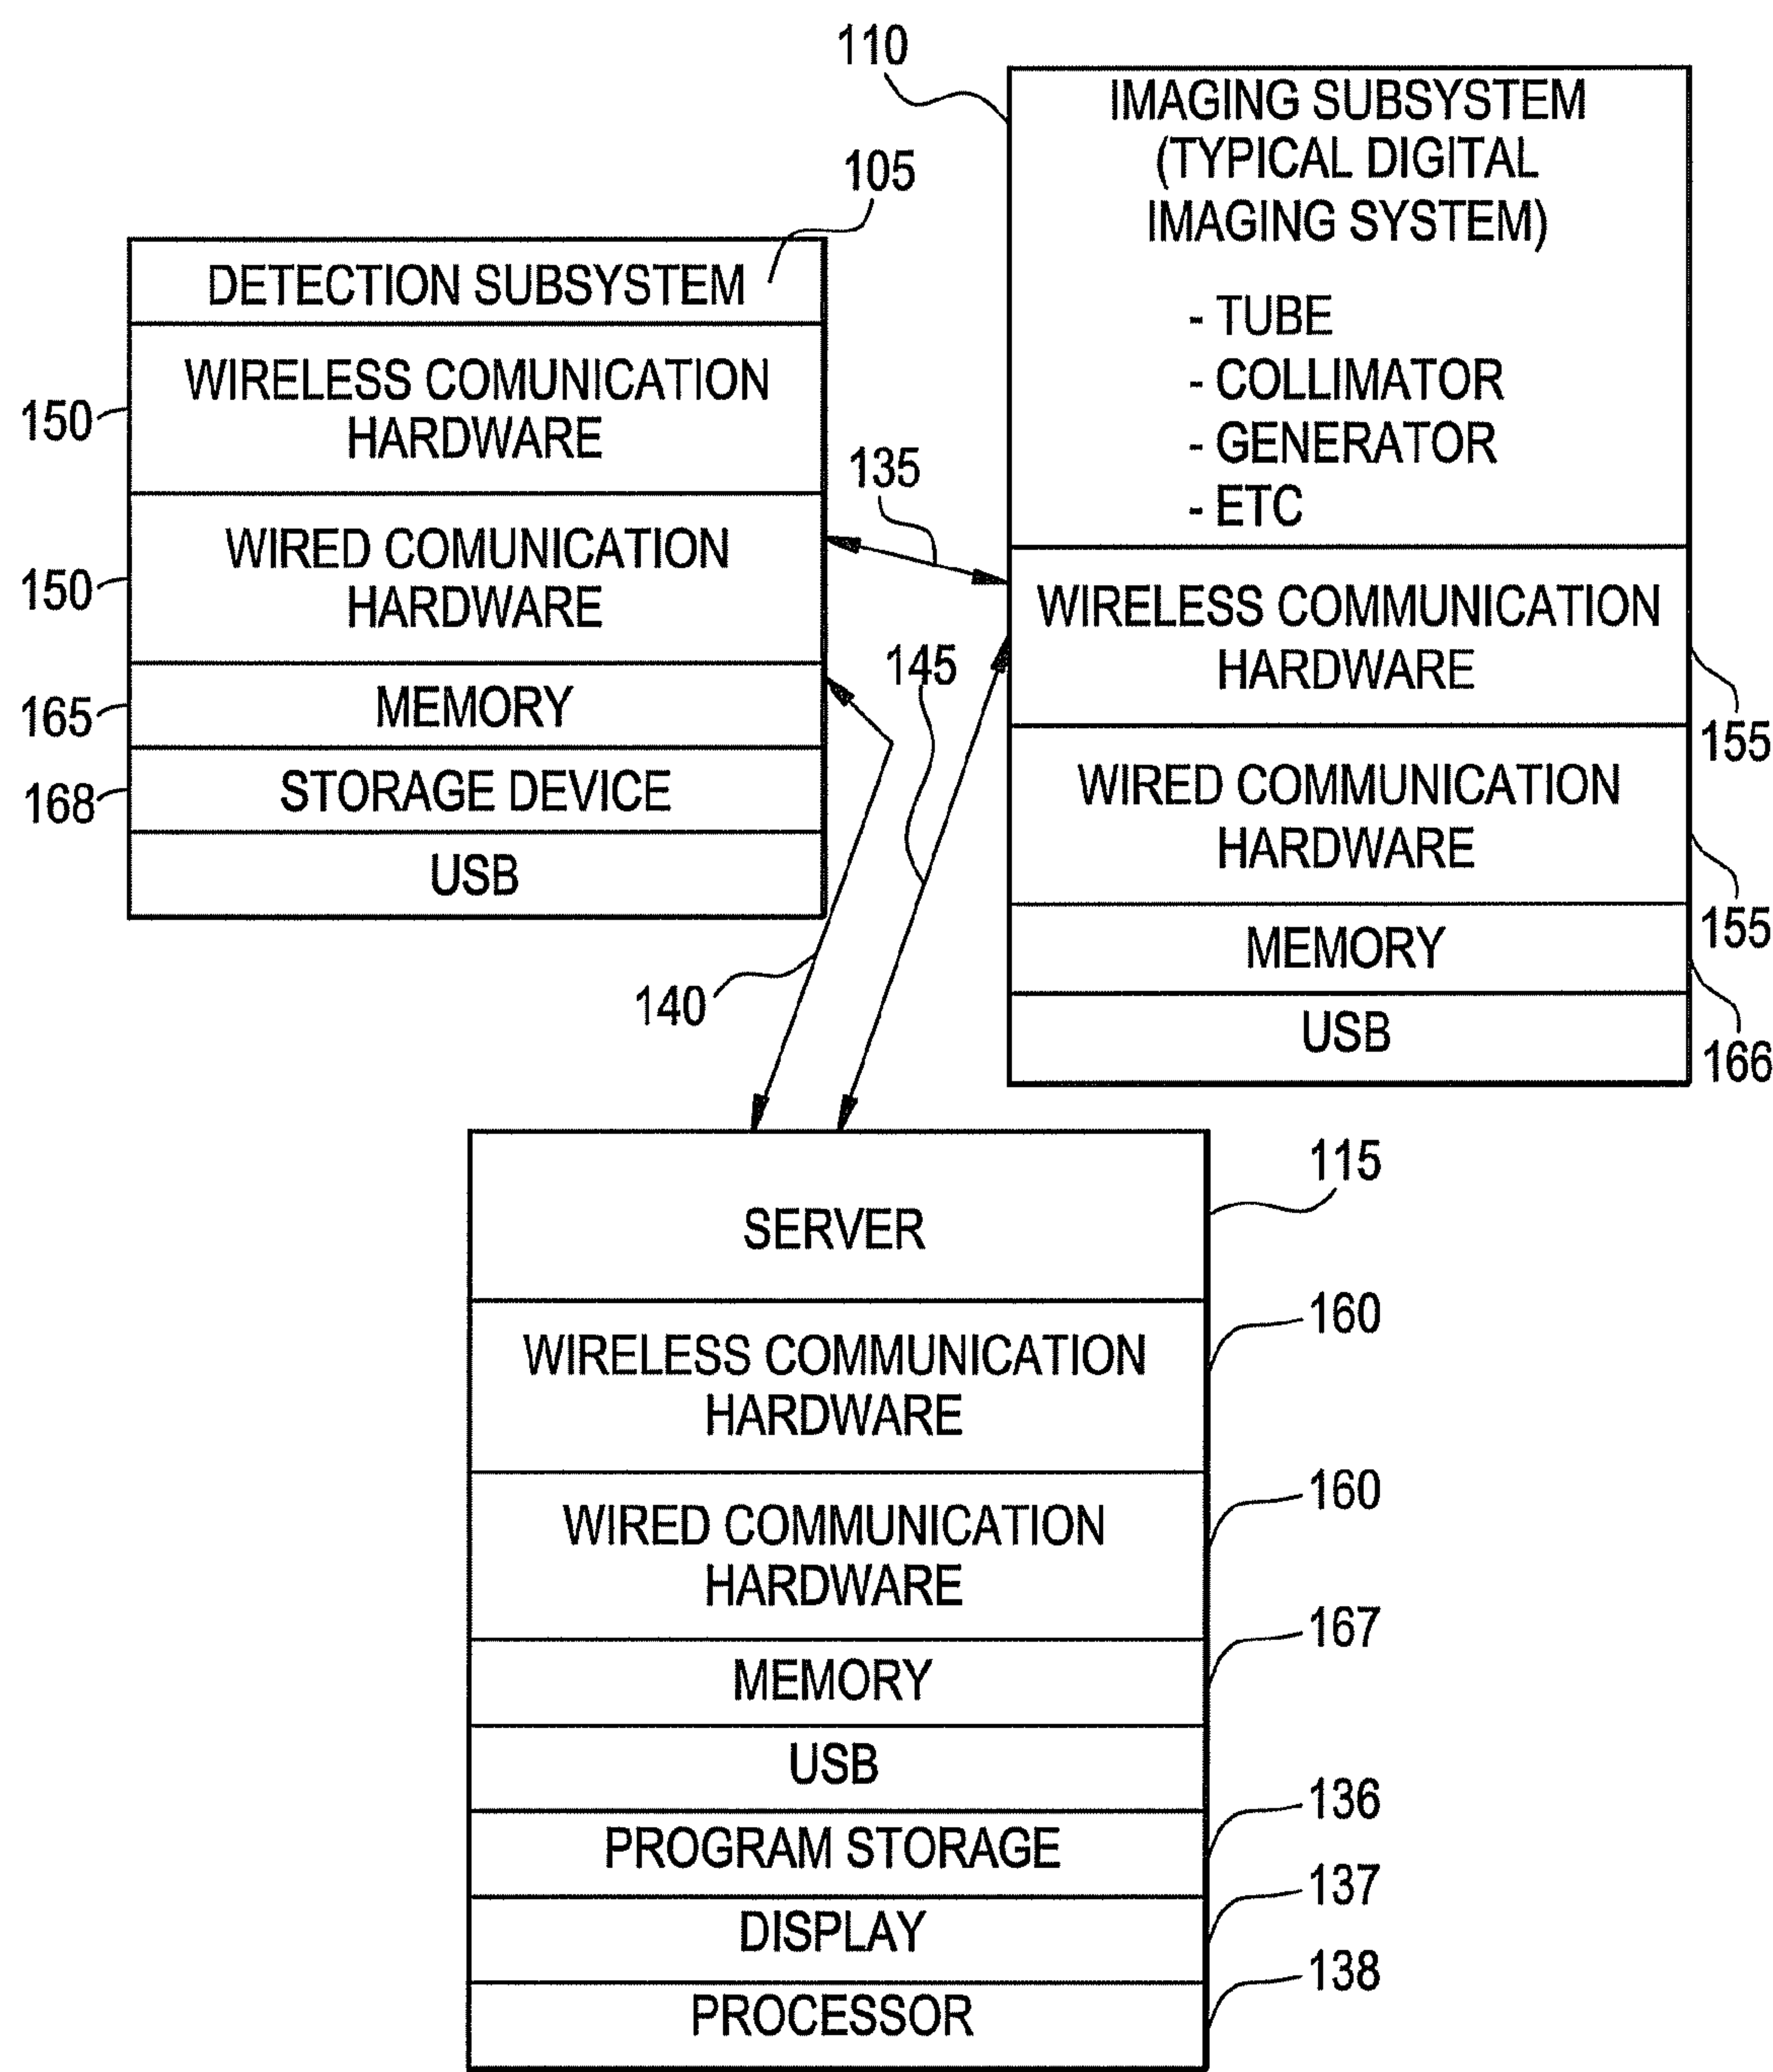 110
IMAGING SUBSYSTEM
(TYPICAL DIGITAL
IMAGING SYSTEM)
- TUBE
- COLLIMATOR
- GENERATOR
- ETC
WIRELESS COMMUNICATION
HARDWARE
155
WIRED COMMUNICATION
HARDWARE
155
MEMORY
166
USB
105
DETECTION SUBSYSTEM
WIRELESS COMUNICATION
HARDWARE
150
WIRED COMUNICATION
HARDWARE
150
MEMORY
165
STORAGE DEVICE
168
USB
135
145
140
115
SERVER
160
WIRELESS COMMUNICATION
HARDWARE
160
WIRED COMMUNICATION
HARDWARE
167
MEMORY
USB
136
PROGRAM STORAGE
137
DISPLAY
138
PROCESSOR